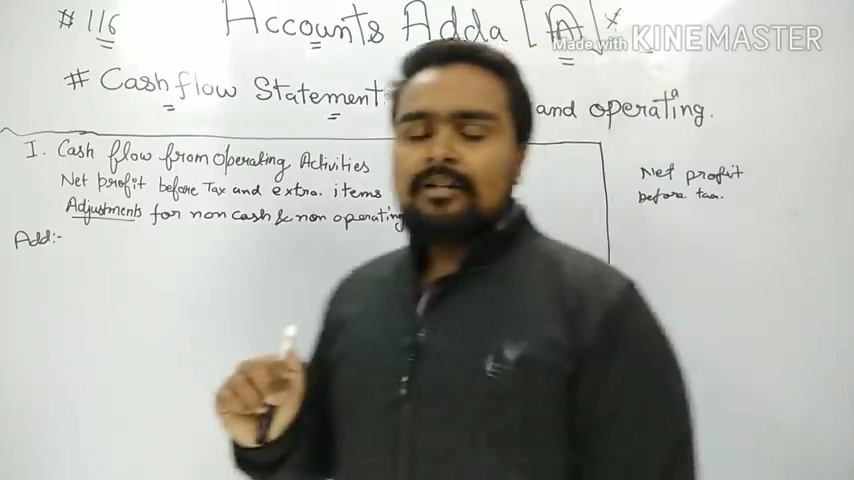 # 116 Accounts Adda [AA]
Made with KINEMASTER
# Cash flow Statement and operating.
I. Cash flow from operating Activities
Net profit before Tax and extra. items
Adjustments for non cash & non operating
Add:-
Net profit
before tax.